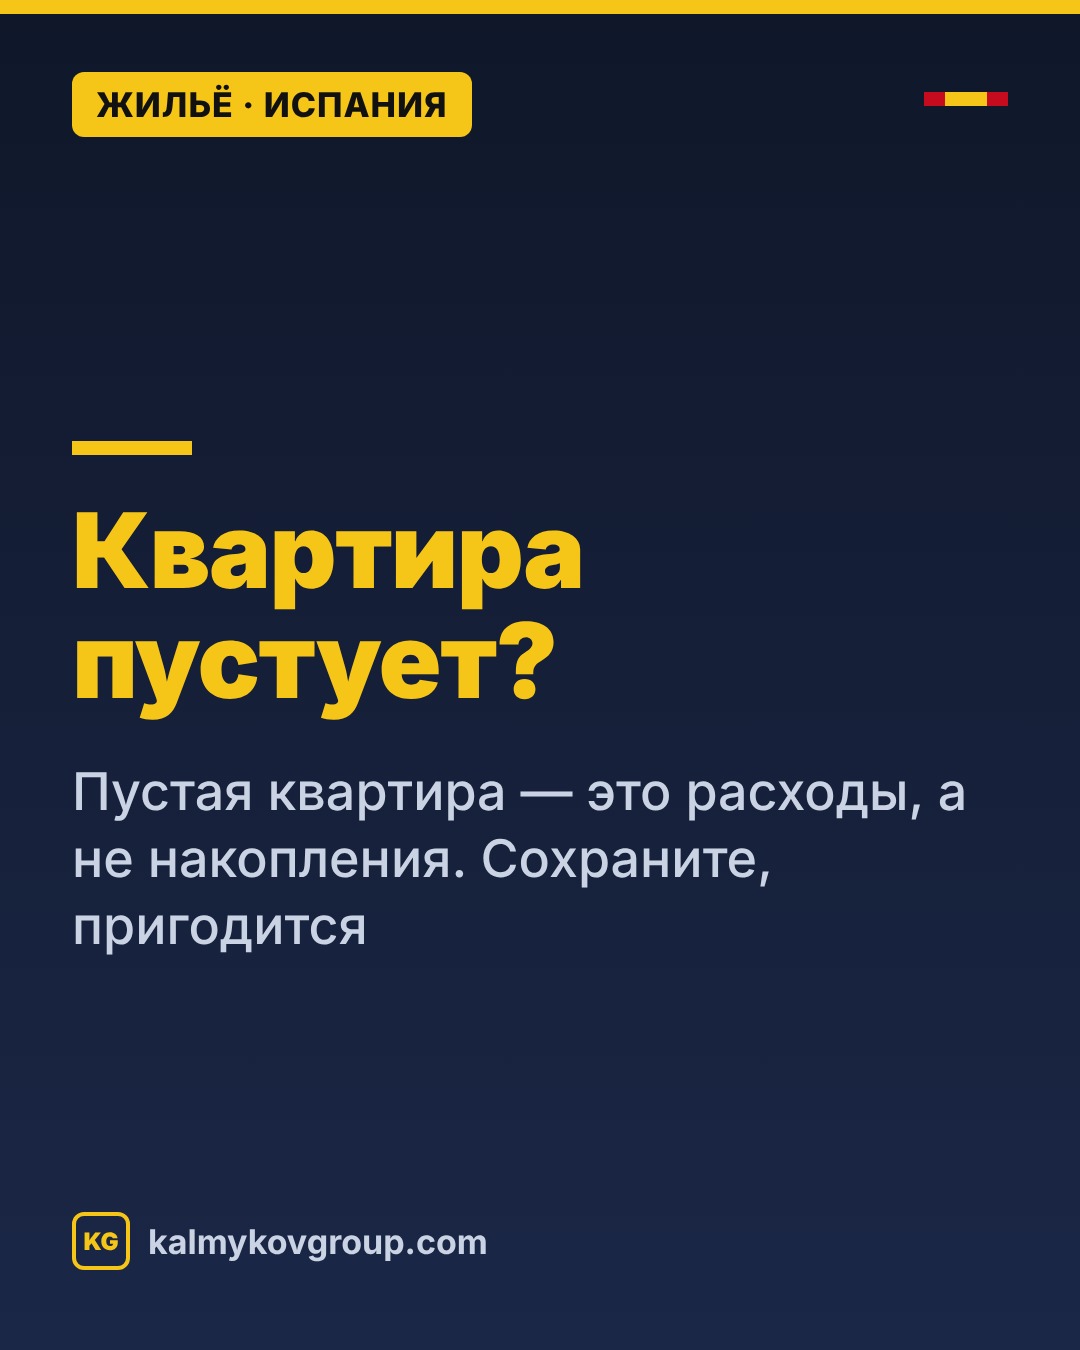 ЖИЛЬЁ · ИСПАНИЯ
Квартира
пустует?
Пустая квартира — это расходы, а
не накопления. Сохраните,
пригодится
KG
kalmykovgroup.com